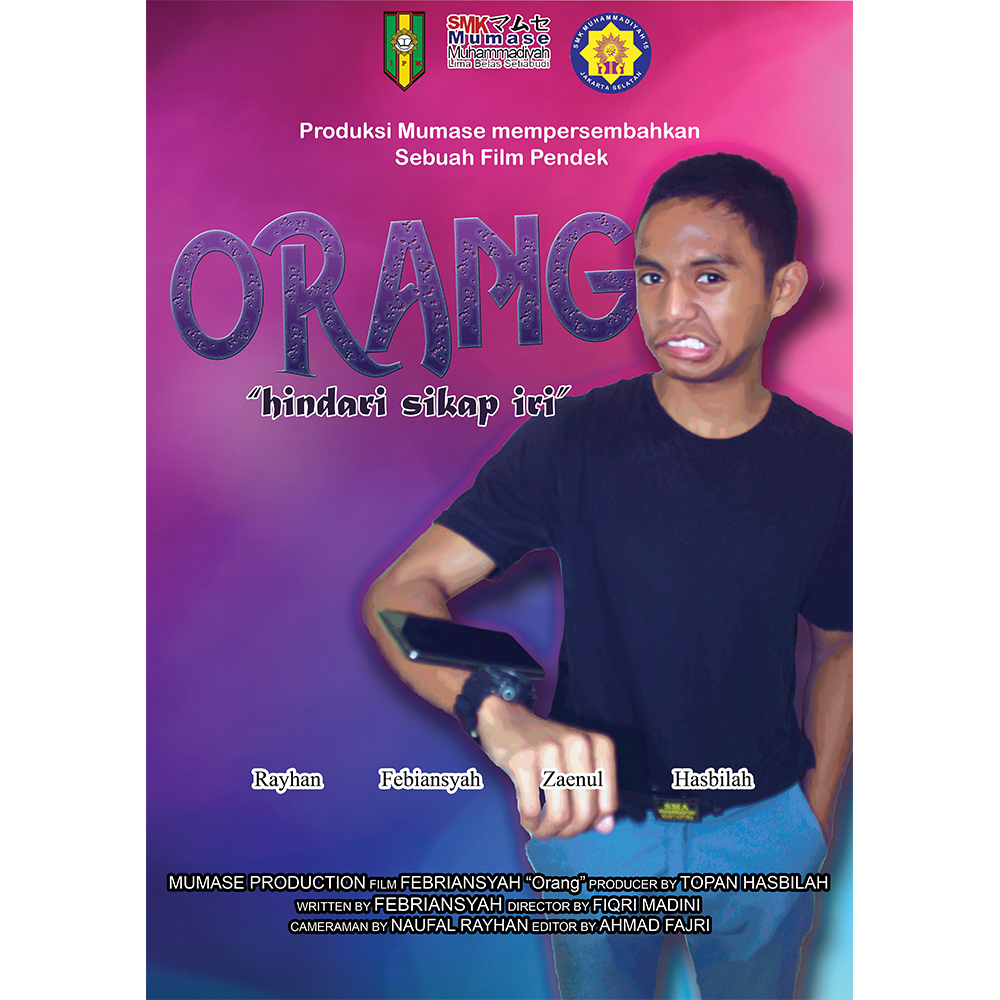 I P M
SMKマムセ
Mumase
Muhammadiyah
Lima Belas Setiabudi
SMK MUHAMMADIYAH 15
JAKARTA SELATAN
Produksi Mumase mempersembahkan
Sebuah Film Pendek
ORANG
“hindari sikap iri”
Rayhan Febiansyah Zaenul Hasbilah
SMA
MUMASE PRODUCTION FILM FEBRIANSYAH “Orang” PRODUCER BY TOPAN HASBILAH
WRITTEN BY FEBRIANSYAH DIRECTOR BY FIQRI MADINI
CAMERAMAN BY NAUFAL RAYHAN EDITOR BY AHMAD FAJRI